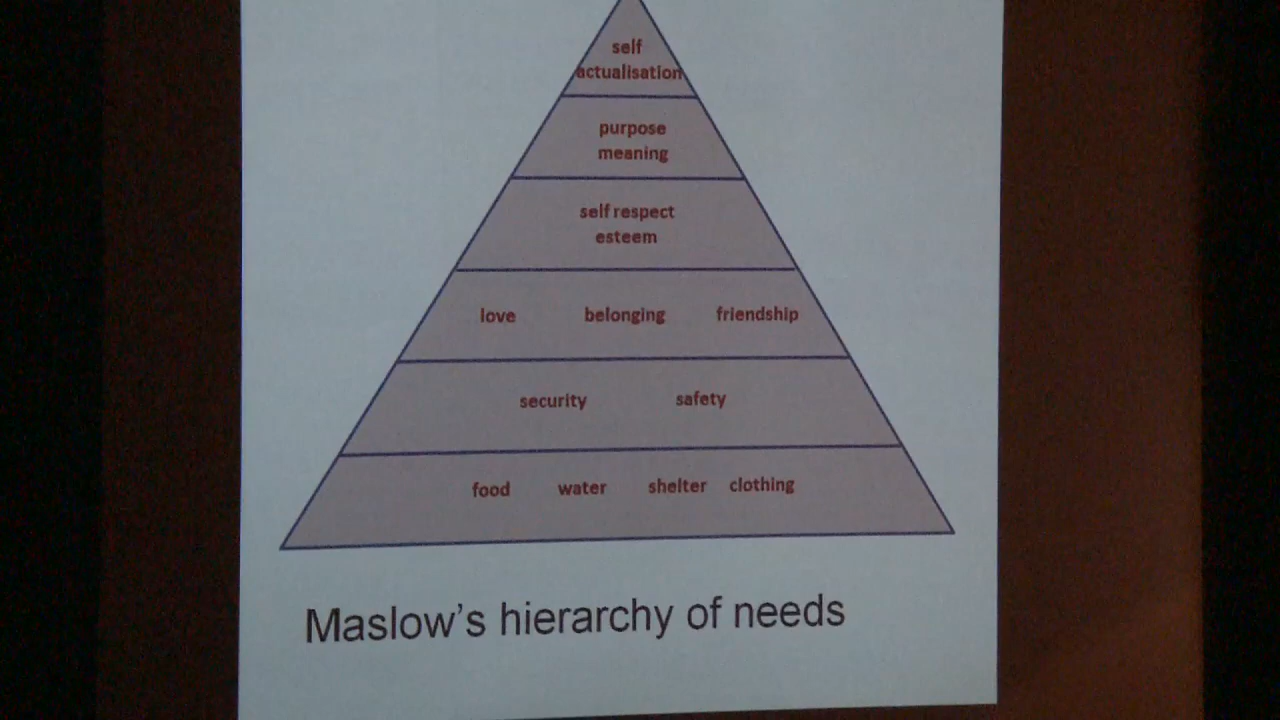 self
actualisation
purpose
meaning
self respect
esteem
love belonging friendship
security safety
food water shelter clothing
Maslow's hierarchy of needs